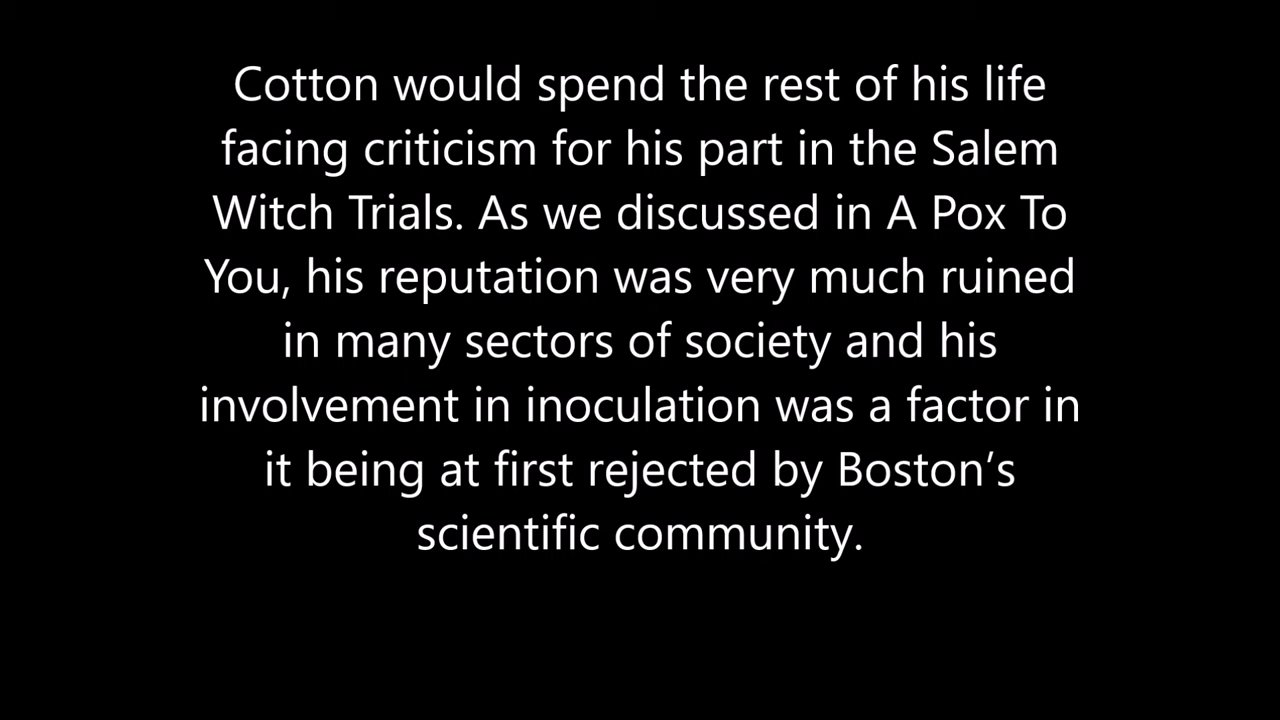 Cotton would spend the rest of his life
facing criticism for his part in the Salem
Witch Trials. As we discussed in A Pox To
You, his reputation was very much ruined
in many sectors of society and his
involvement in inoculation was a factor in
it being at first rejected by Boston’s
scientific community.